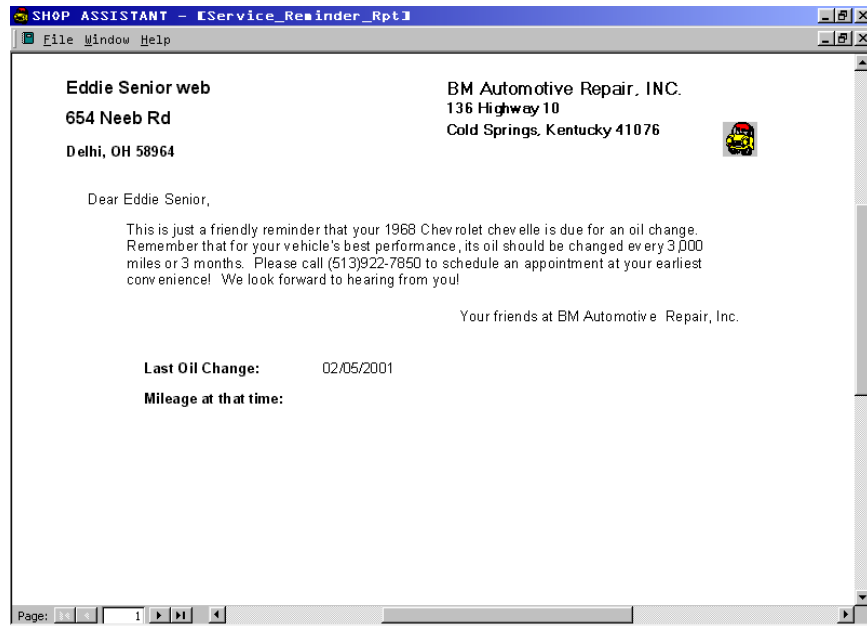 SHOP ASSISTANT - [Service_Reminder_Rpt]
File Window Help
Eddie Senior web
654 Neeb Rd
Delhi, OH 58964
BM Automotive Repair, INC.
136 Highway 10
Cold Springs, Kentucky 41076
Dear Eddie Senior,
This is just a friendly reminder that your 1968 Chevrolet chevelle is due for an oil change.
Remember that for your vehicle's best performance, its oil should be changed every 3,000
miles or 3 months. Please call (513)922-7850 to schedule an appointment at your earliest
convenience! We look forward to hearing from you!
Your friends at BM Automotive Repair, Inc.
Last Oil Change: 02/05/2001
Mileage at that time:
Page: 1